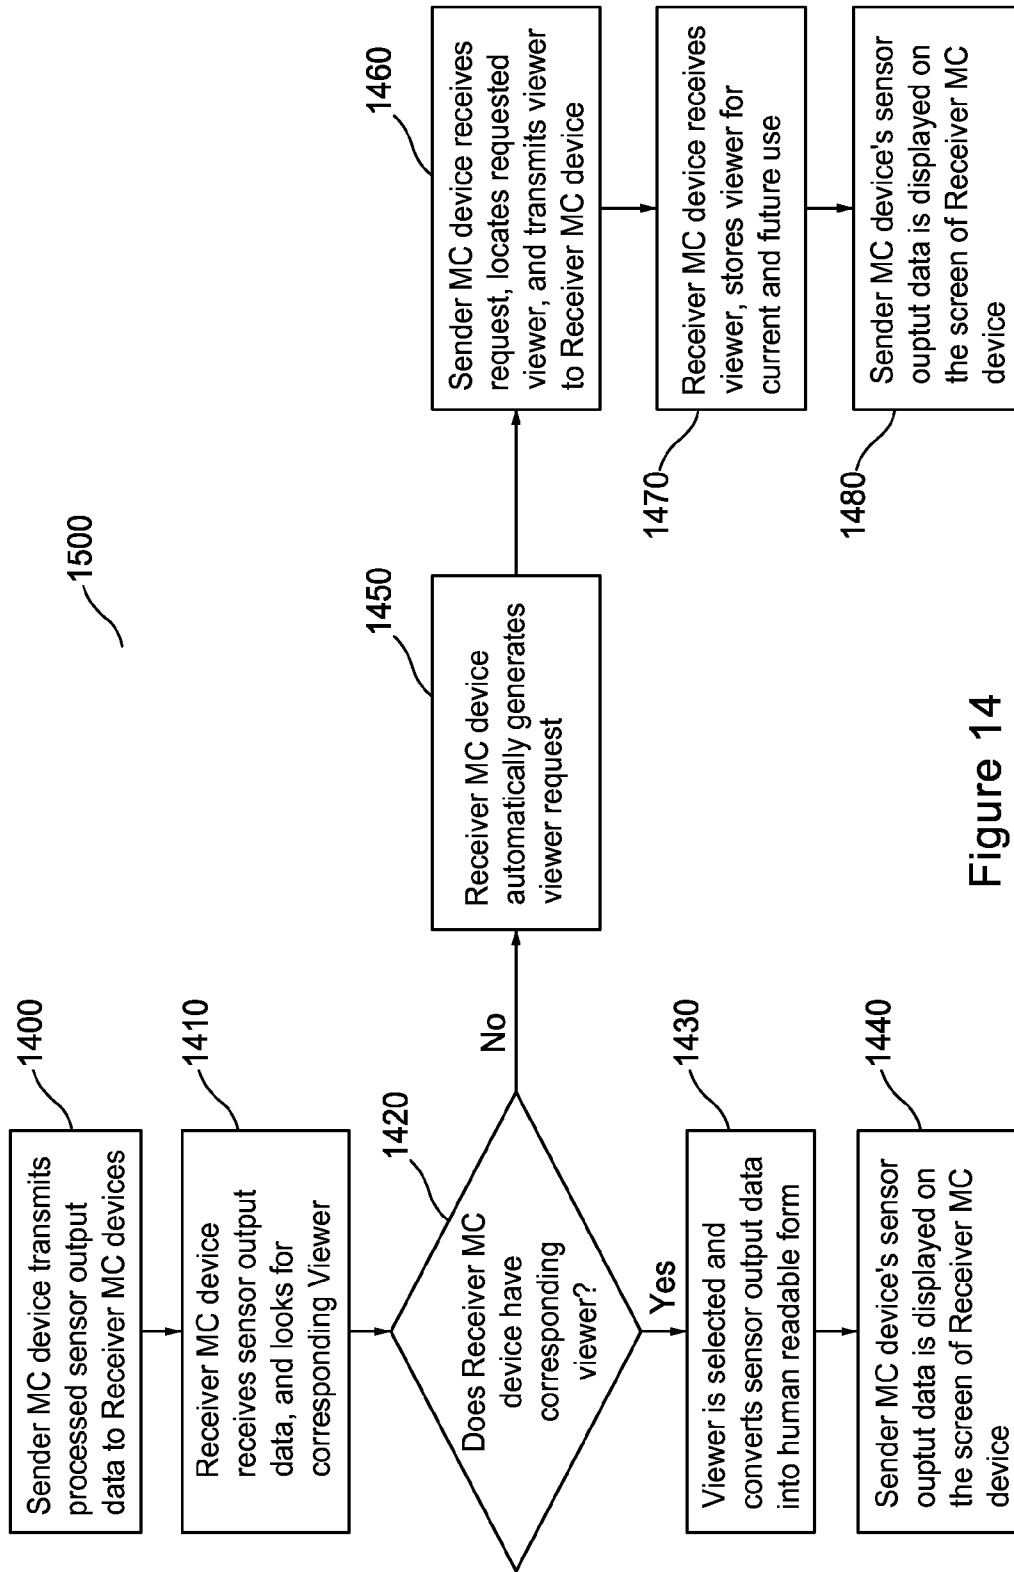 1500
1400
Sender MC device transmits
processed sensor output
data to Receiver MC devices
1410
Receiver MC device
receives sensor output
data, and looks for
corresponding Viewer
1420
Does Receiver MC
device have
corresponding
viewer?
Yes
No
1430
Viewer is selected and
converts sensor output data
into human readable form
1440
Sender MC device's sensor
ouptut data is displayed on
the screen of Receiver MC
device
1450
Receiver MC device
automatically generates
viewer request
1460
Sender MC device receives
request, locates requested
viewer, and transmits viewer
to Receiver MC device
1470
Receiver MC device receives
viewer, stores viewer for
current and future use
1480
Sender MC device's sensor
ouptut data is displayed on
the screen of Receiver MC
device
Figure 14